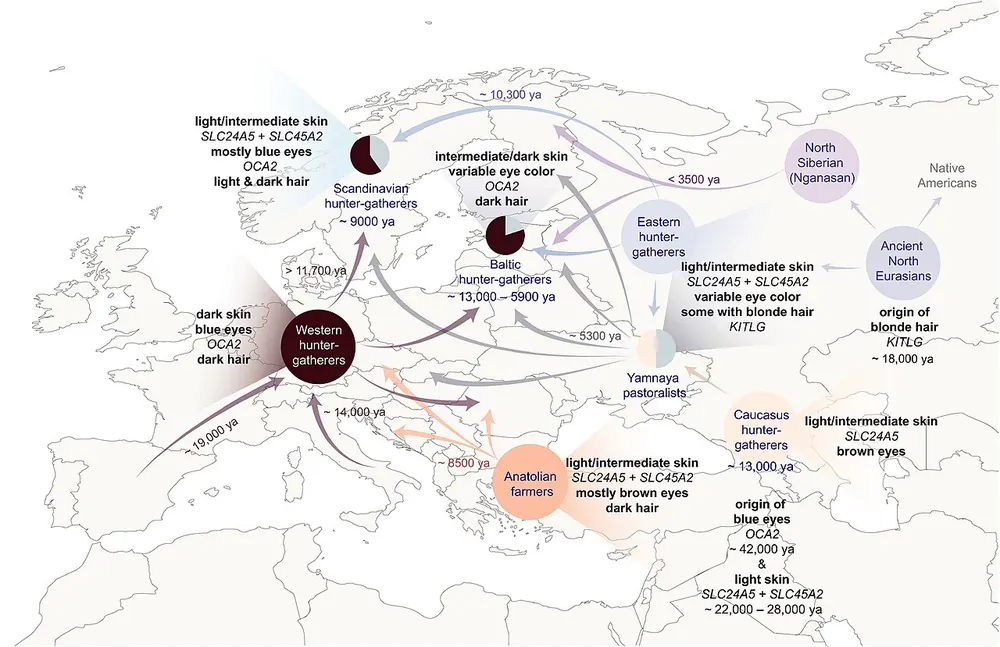 ~ 10,300 ya
light/intermediate skin
SLC24A5 + SLC45A2
mostly blue eyes
OCA2
light & dark hair
Scandinavian
hunter-gatherers
~ 9000 ya
intermediate/dark skin
variable eye color
OCA2
dark hair
Baltic
hunter-gatherers
~ 13,000 – 5900 ya
< 3500 ya
North
Siberian
(Nganasan)
Native
Americans
Eastern
hunter-
gatherers
light/intermediate skin
SLC24A5 + SLC45A2
variable eye color
some with blonde hair
KITLG
Ancient
North
Eurasians
origin of
blonde hair
KITLG
~ 18,000 ya
> 11,700 ya
dark skin
blue eyes
OCA2
dark hair
Western
hunter-
gatherers
~ 5300 ya
Yamnaya
pastoralists
19,000 ya
~ 14,000 ya
~ 8500 ya
Anatolian
farmers
light/intermediate skin
SLC24A5 + SLC45A2
mostly brown eyes
dark hair
Caucasus
hunter-
gatherers
~ 13,000 ya
light/intermediate skin
SLC24A5
brown eyes
origin of
blue eyes
OCA2
~ 42,000 ya
&
light skin
SLC24A5 + SLC45A2
~ 22,000 – 28,000 ya